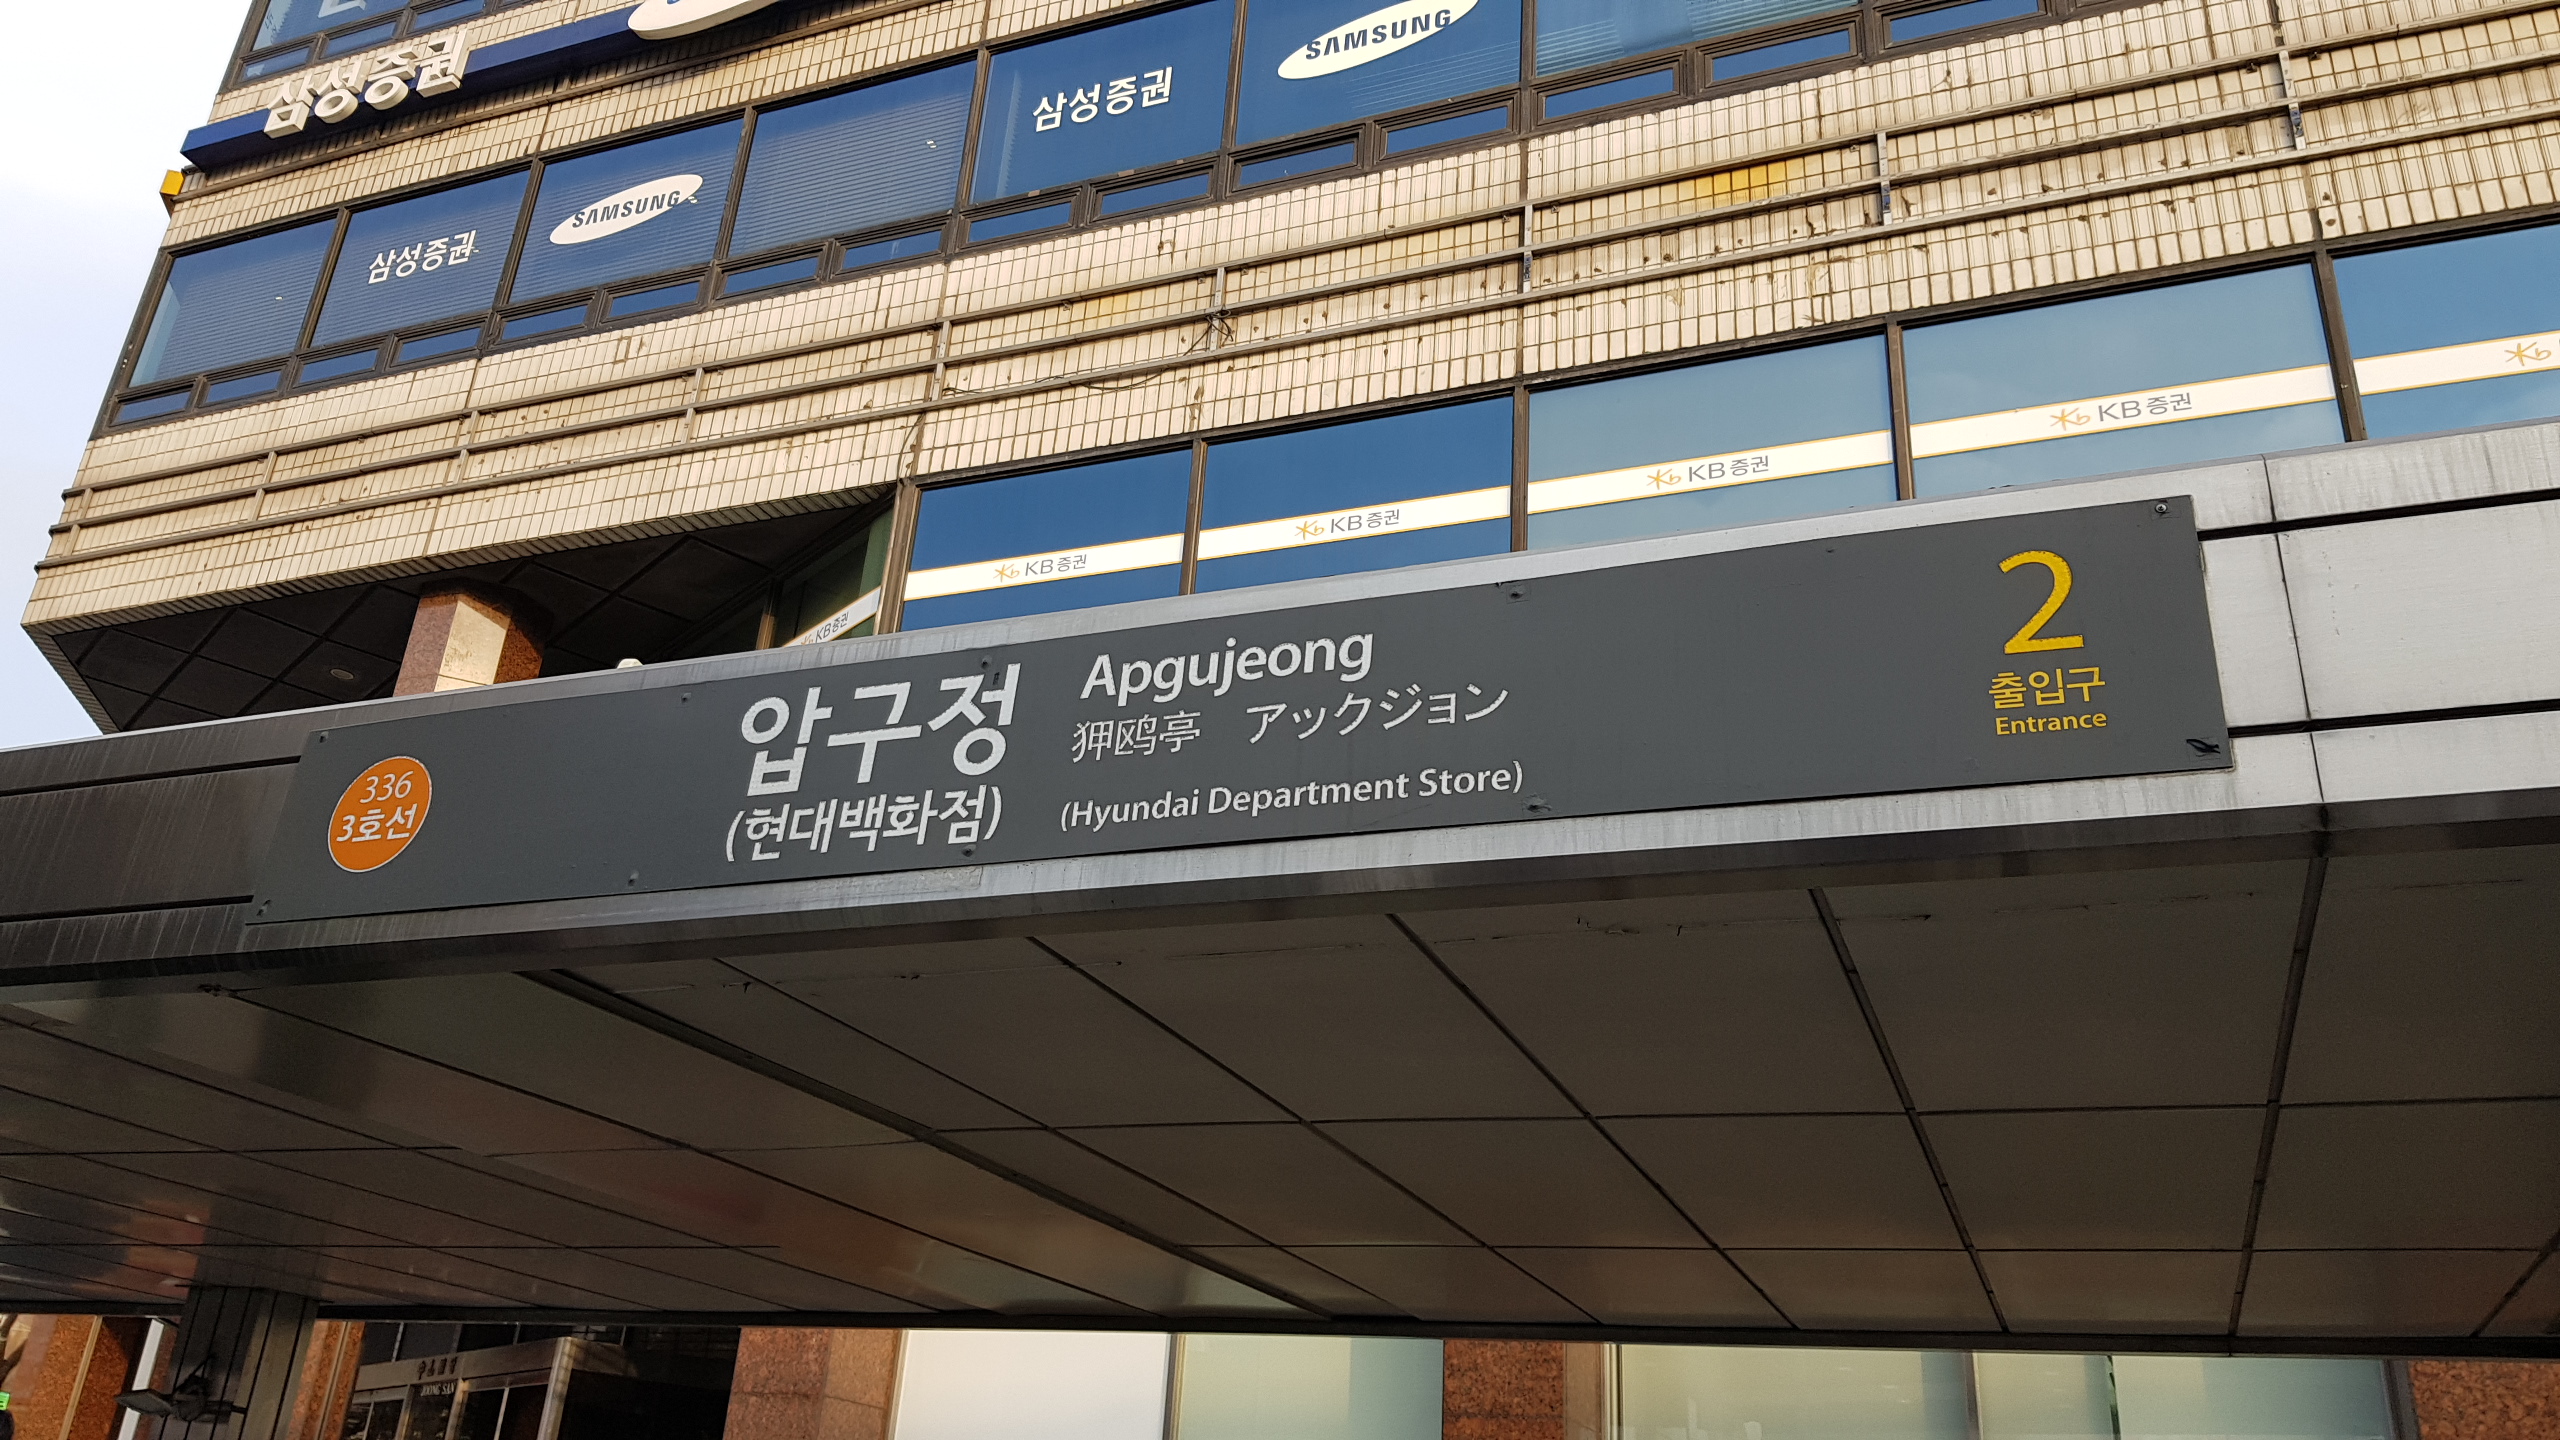 삼성증권
삼성증권
SAMSUNG
삼성증권
SAMSUNG
KB증권
KB증권
KB증권
KB증권
KB증권
336
3호선
압구정
(현대백화점)
Apgujeong
狎鸥亭 アックジョン
(Hyundai Department Store)
2
출입구
Entrance
JOONG SAN